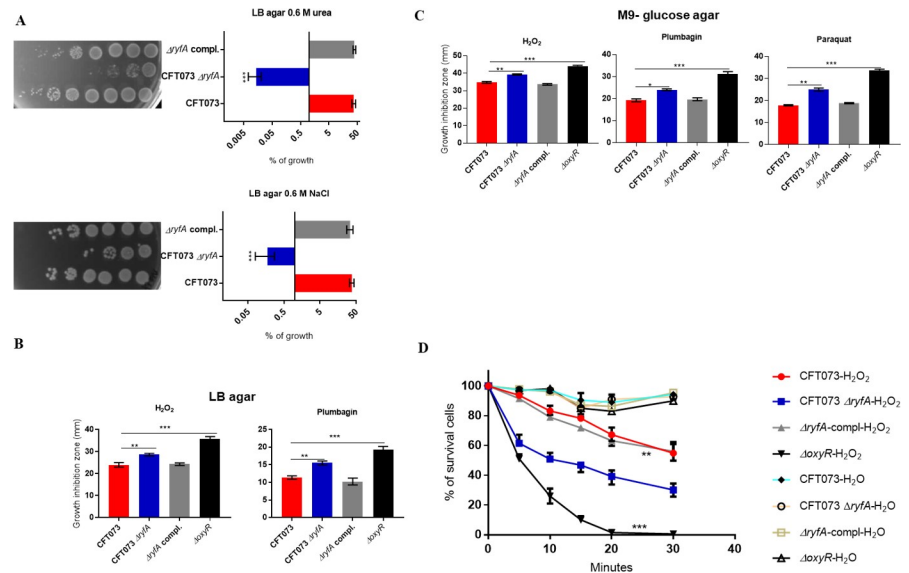 A
LB agar 0.6 M urea
ΔryfA compl.
CFT073 ΔryfA
CFT073
***
0.005
0.05
0.5
5
50
% of growth
LB agar 0.6 M NaCl
ΔryfA compl.
CFT073 ΔryfA
CFT073
***
0.05
0.5
5
50
% of growth
B
LB agar
H₂O₂
Growth inhibition zone (mm)
40
30
20
10
0
***
**
CFT073
CFT073 ΔryfA
ΔryfA compl.
ΔoxyR
Plumbagin
25
20
15
10
5
0
***
**
CFT073
CFT073 ΔryfA
ΔryfA compl.
ΔoxyR
C
M9- glucose agar
H₂O₂
Growth inhibition zone (mm)
50
40
30
20
10
0
***
**
CFT073
CFT073 ΔryfA
ΔryfA compl.
ΔoxyR
Plumbagin
40
30
20
10
0
***
*
CFT073
CFT073 ΔryfA
ΔryfA compl.
ΔoxyR
Paraquat
40
30
20
10
0
***
**
CFT073
CFT073 ΔryfA
ΔryfA compl.
ΔoxyR
D
% of survival cells
100
80
60
40
20
0
**
***
0
10
20
30
40
Minutes
CFT073-H₂O₂
CFT073 ΔryfA-H₂O₂
ΔryfA-compl-H₂O₂
ΔoxyR-H₂O₂
CFT073-H₂O
CFT073 ΔryfA-H₂O
ΔryfA-compl-H₂O
ΔoxyR-H₂O